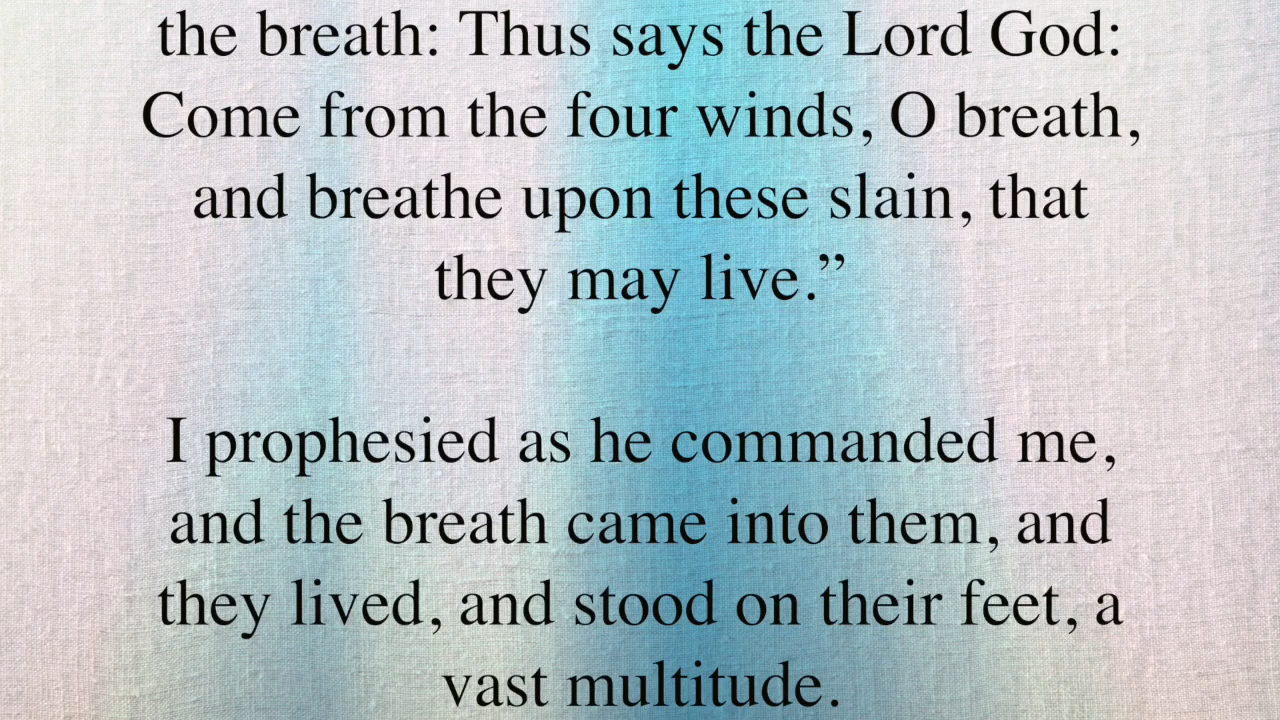 the breath: Thus says the Lord God:
Come from the four winds, O breath,
and breathe upon these slain, that
they may live.”
I prophesied as he commanded me,
and the breath came into them, and
they lived, and stood on their feet, a
vast multitude.